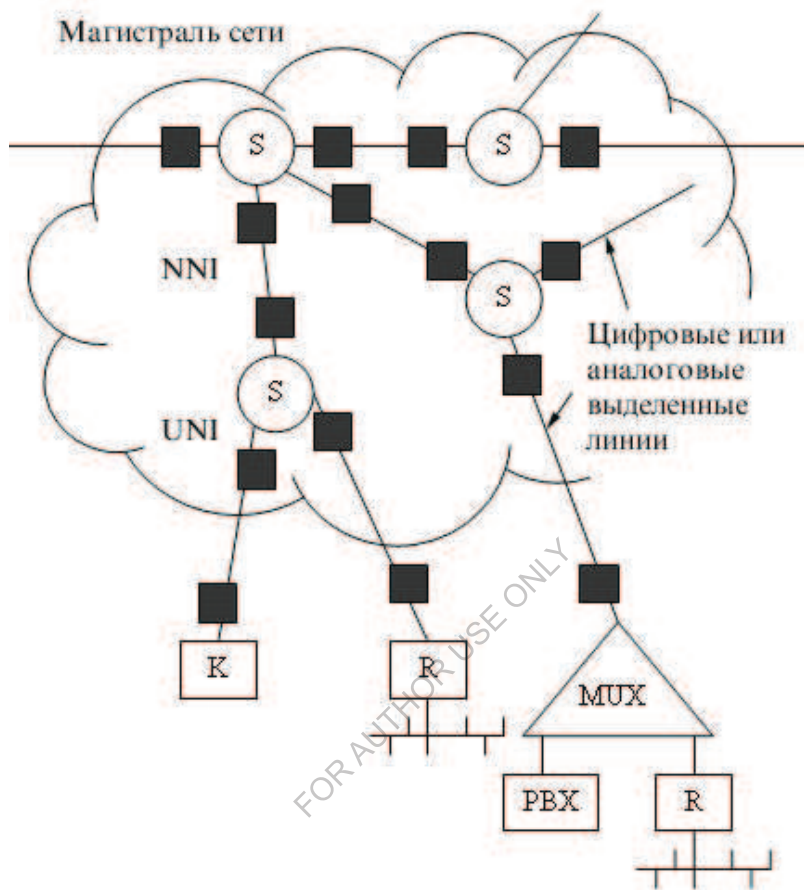 Магистраль сети
S
S
NNI
S
Цифровые или
аналоговые
выделенные
линии
S
UNI
K
R
MUX
PBX
R
FOR AUTHOR USE ONLY